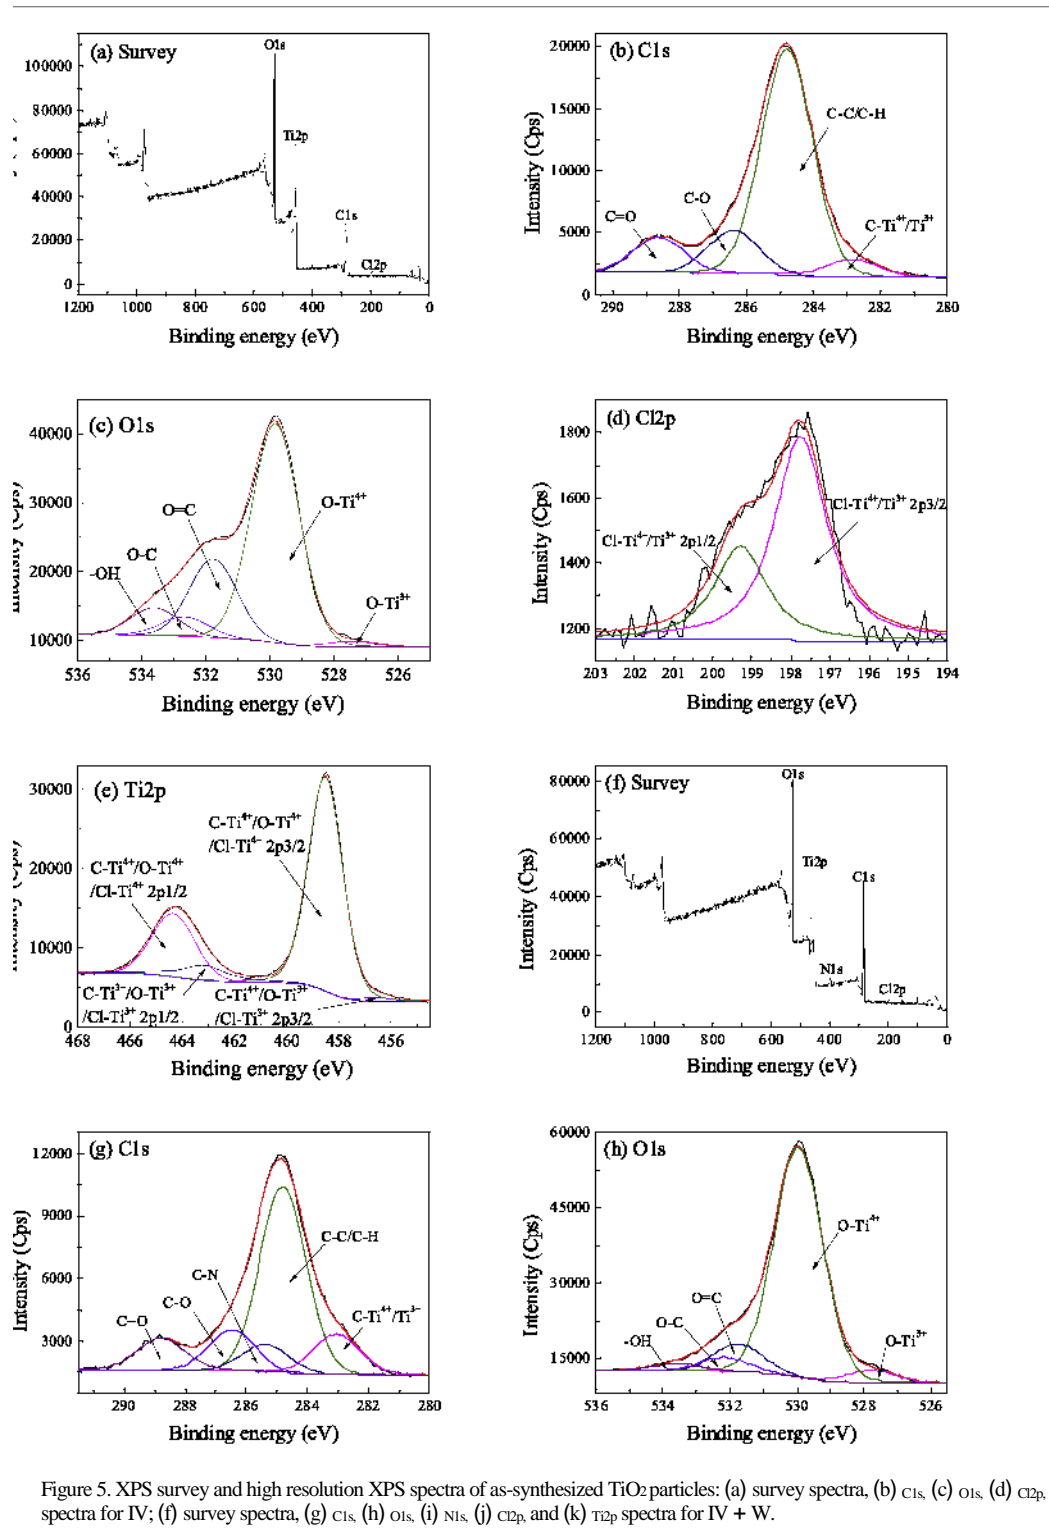 (a) Survey
O1s
Ti2p
C1s
Cl2p
100000
80000
60000
40000
20000
0
1200 1000 800 600 400 200 0
Binding energy (eV)
(b) C1s
C-C/C-H
C-O
C=O
C-Ti4+/Ti3+
20000
15000
10000
5000
0
290 288 286 284 282 280
Intensity (Cps)
Binding energy (eV)
(c) O1s
O=C
O-C
-OH
O-Ti4+
O-Ti3+
40000
30000
20000
10000
536 534 532 530 528 526
Intensity (Cps)
Binding energy (eV)
(d) Cl2p
Cl-Ti4+/Ti3+ 2p3/2
Cl-Ti4+/Ti3+ 2p1/2
1800
1600
1400
1200
203 202 201 200 199 198 197 196 195 194
Intensity (Cps)
Binding energy (eV)
(e) Ti2p
C-Ti4+/O-Ti4+
/Cl-Ti4+ 2p3/2
C-Ti4+/O-Ti4+
/Cl-Ti4+ 2p1/2
C-Ti3+/O-Ti3+
/Cl-Ti3+ 2p1/2
C-Ti4+/O-Ti3+
/Cl-Ti3+ 2p3/2
30000
20000
10000
0
468 466 464 462 460 458 456
Intensity (Cps)
Binding energy (eV)
(f) Survey
O1s
Ti2p
C1s
N1s
Cl2p
80000
60000
40000
20000
0
1200 1000 800 600 400 200 0
Intensity (Cps)
Binding energy (eV)
(g) C1s
C-C/C-H
C-N
C-O
C=O
C-Ti4+/Ti3+
12000
9000
6000
3000
290 288 286 284 282 280
Intensity (Cps)
Binding energy (eV)
(h) O1s
O-Ti4+
O=C
O-C
-OH
O-Ti3+
60000
45000
30000
15000
536 534 532 530 528 526
Intensity (Cps)
Binding energy (eV)
Figure 5. XPS survey and high resolution XPS spectra of as-synthesized TiO2 particles: (a) survey spectra, (b) C1s, (c) O1s, (d) Cl2p,
spectra for IV; (f) survey spectra, (g) C1s, (h) O1s, (i) N1s, (j) Cl2p, and (k) Ti2p spectra for IV + W.